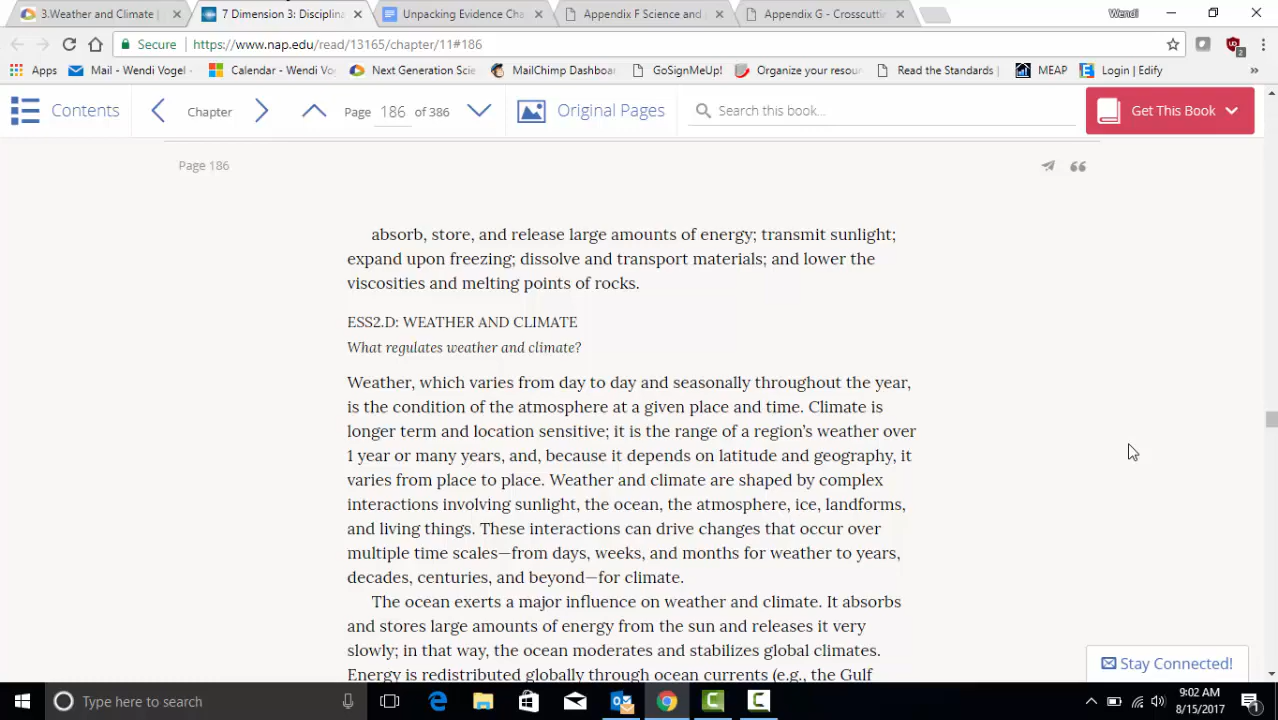 3.Weather and Climate |
7 Dimension 3: Disciplina
Unpacking Evidence Cha
Appendix F Science and
Appendix G - Crosscutti
Wendi
Secure
https://www.nap.edu/read/13165/chapter/11#186
2
Apps
Mail - Wendi Vogel -
Calendar - Wendi Vo
Next Generation Scie
MailChimp Dashboa
GoSignMeUp!
Organize your resou
Read the Standards |
MEAP
Login | Edify
»
Contents
Chapter
Page 186 of 386
Original Pages
Search this book...
Get This Book
Page 186
absorb, store, and release large amounts of energy; transmit sunlight;
expand upon freezing; dissolve and transport materials; and lower the
viscosities and melting points of rocks.
ESS2.D: WEATHER AND CLIMATE
What regulates weather and climate?
Weather, which varies from day to day and seasonally throughout the year,
is the condition of the atmosphere at a given place and time. Climate is
longer term and location sensitive; it is the range of a region's weather over
1 year or many years, and, because it depends on latitude and geography, it
varies from place to place. Weather and climate are shaped by complex
interactions involving sunlight, the ocean, the atmosphere, ice, landforms,
and living things. These interactions can drive changes that occur over
multiple time scales—from days, weeks, and months for weather to years,
decades, centuries, and beyond—for climate.
The ocean exerts a major influence on weather and climate. It absorbs
and stores large amounts of energy from the sun and releases it very
slowly; in that way, the ocean moderates and stabilizes global climates.
Energy is redistributed globally through ocean currents (e.g., the Gulf
Stay Connected!
Type here to search
9:02 AM
8/15/2017
1